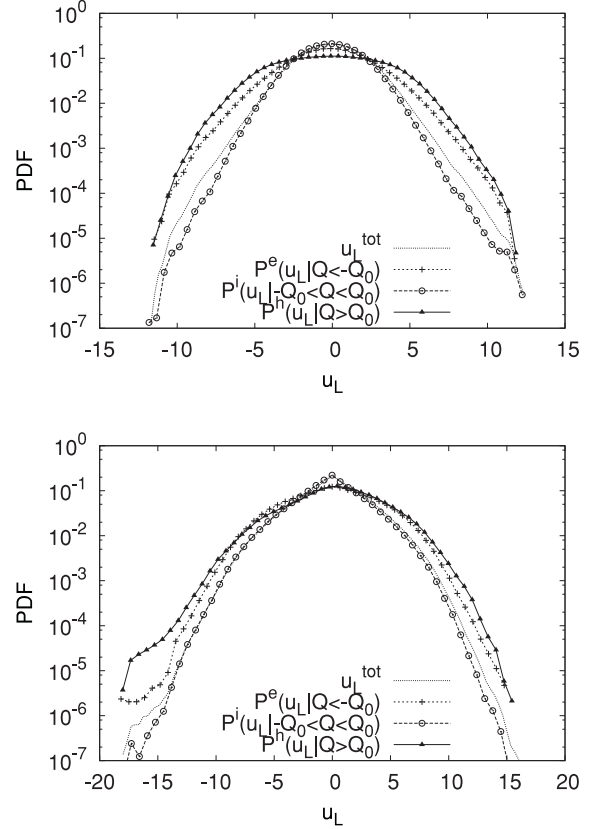 10^0
10^-1
10^-2
10^-3
10^-4
10^-5
10^-6
10^-7
PDF
u_L^tot
P^e(u_L|Q<-Q_0)
P^i(u_L|-Q_0<Q<Q_0)
P^h(u_L|Q>Q_0)
-15 -10 -5 0 5 10 15
u_L
10^0
10^-1
10^-2
10^-3
10^-4
10^-5
10^-6
10^-7
PDF
u_L^tot
P^e(u_L|Q<-Q_0)
P^i(u_L|-Q_0<Q<Q_0)
P^h(u_L|Q>Q_0)
-20 -15 -10 -5 0 5 10 15 20
u_L